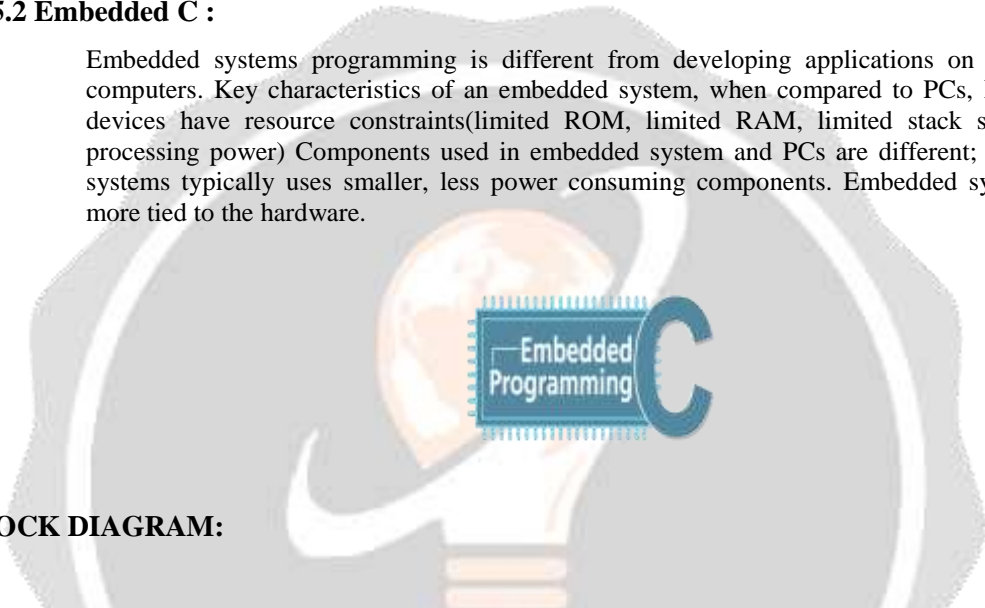 5.2 Embedded C :
Embedded systems programming is different from developing applications on
computers. Key characteristics of an embedded system, when compared to PCs,
devices have resource constraints(limited ROM, limited RAM, limited stack s
processing power) Components used in embedded system and PCs are different;
systems typically uses smaller, less power consuming components. Embedded sy
more tied to the hardware.
Embedded
Programming
C
OCK DIAGRAM: